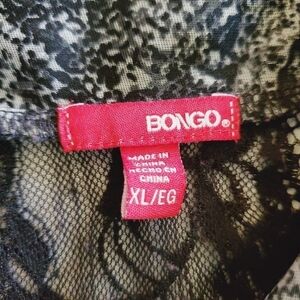 BONGO®
MADE IN
CHINA
HECHO EN
CHINA
XL/EG